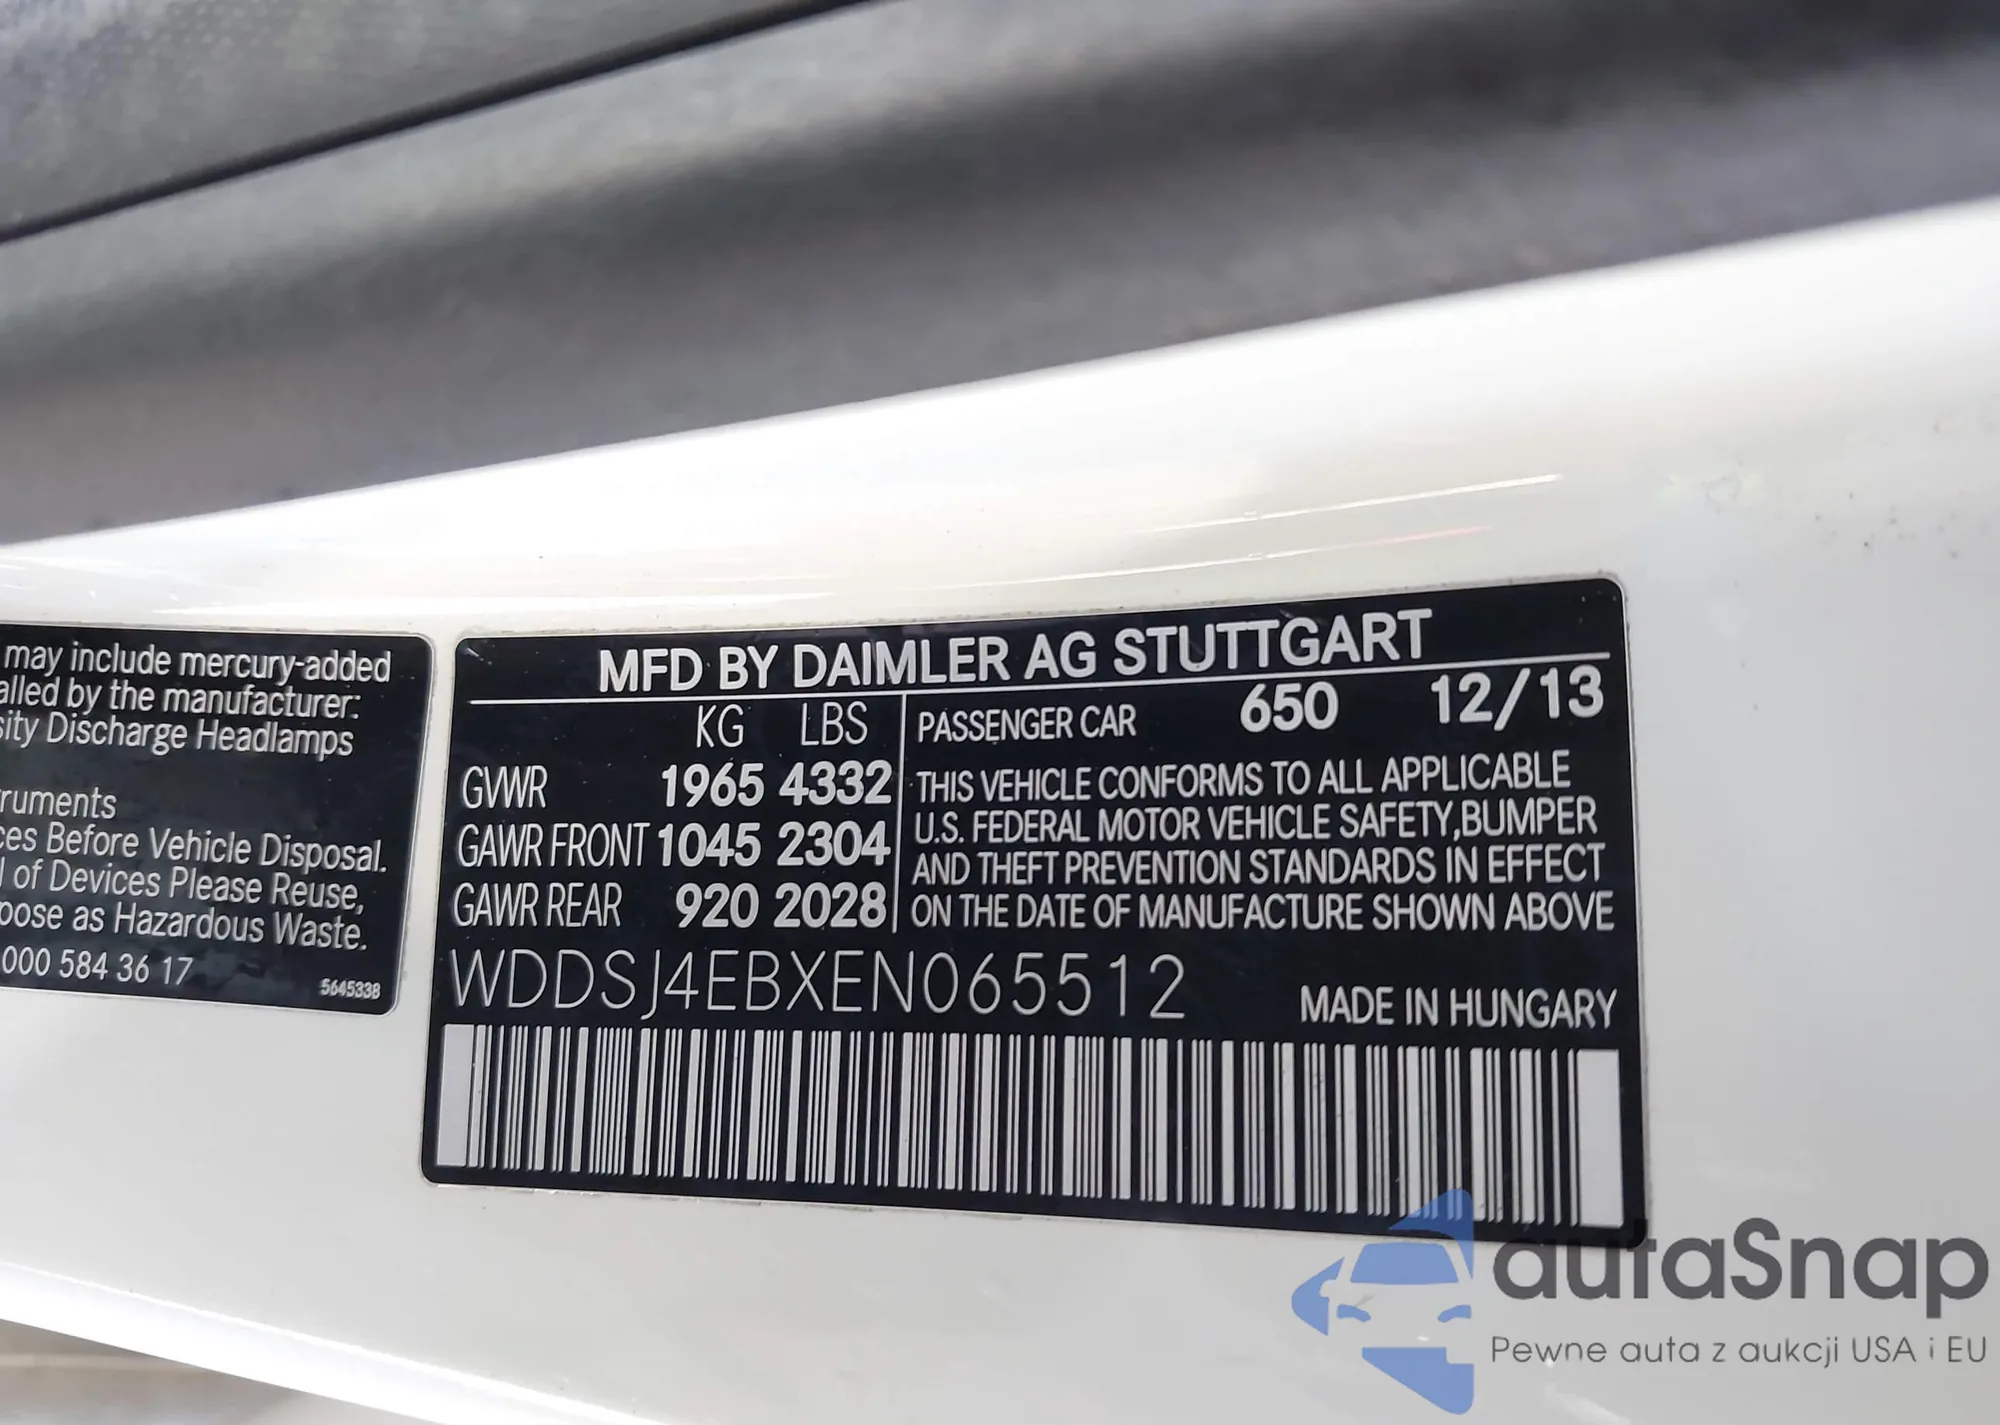 may include mercury-added
alled by the manufacturer:
sity Discharge Headlamps
ruments
ces Before Vehicle Disposal.
l of Devices Please Reuse,
pose as Hazardous Waste.
000 584 36 17
5645338
MFD BY DAIMLER AG STUTTGART
KG LBS
GVWR 1965 4332
GAWR FRONT 1045 2304
GAWR REAR 920 2028
PASSENGER CAR 650 12/13
THIS VEHICLE CONFORMS TO ALL APPLICABLE
U.S. FEDERAL MOTOR VEHICLE SAFETY,BUMPER
AND THEFT PREVENTION STANDARDS IN EFFECT
ON THE DATE OF MANUFACTURE SHOWN ABOVE
WDDSJ4EBXEN065512
MADE IN HUNGARY
autaSnap
Pewne auta z aukcji USA i EU